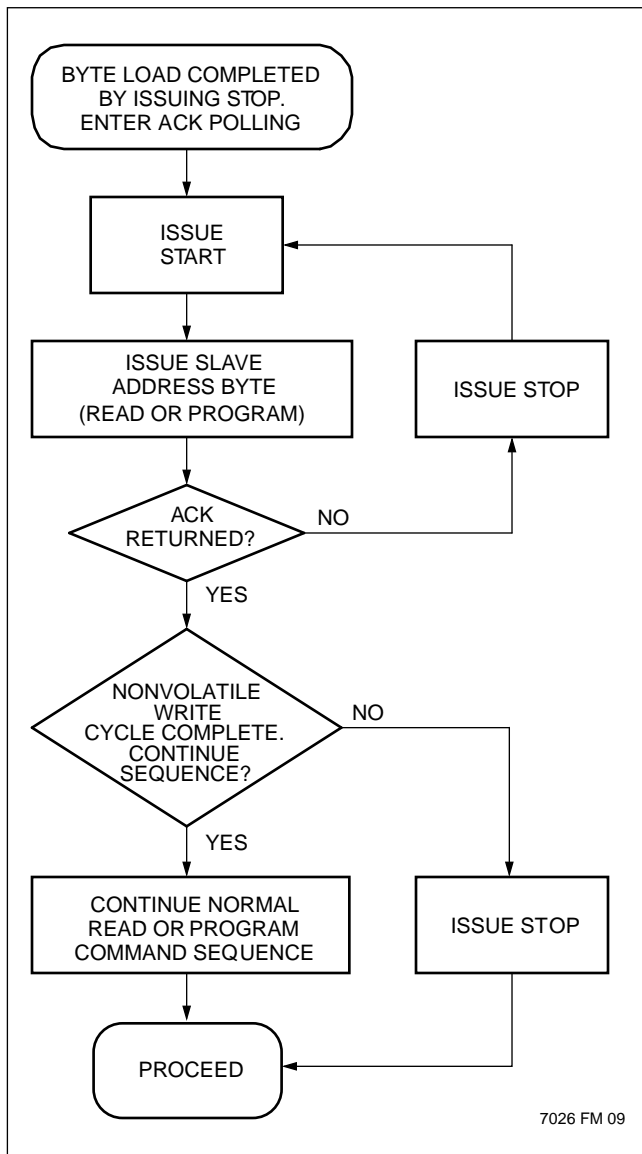 BYTE LOAD COMPLETED
BY ISSUING STOP.
ENTER ACK POLLING
ISSUE
START
ISSUE SLAVE
ADDRESS BYTE
(READ OR PROGRAM)
ISSUE STOP
ACK
RETURNED?
NO
YES
NONVOLATILE
WRITE
CYCLE COMPLETE.
CONTINUE
SEQUENCE?
NO
YES
CONTINUE NORMAL
READ OR PROGRAM
COMMAND SEQUENCE
ISSUE STOP
PROCEED
7026 FM 09